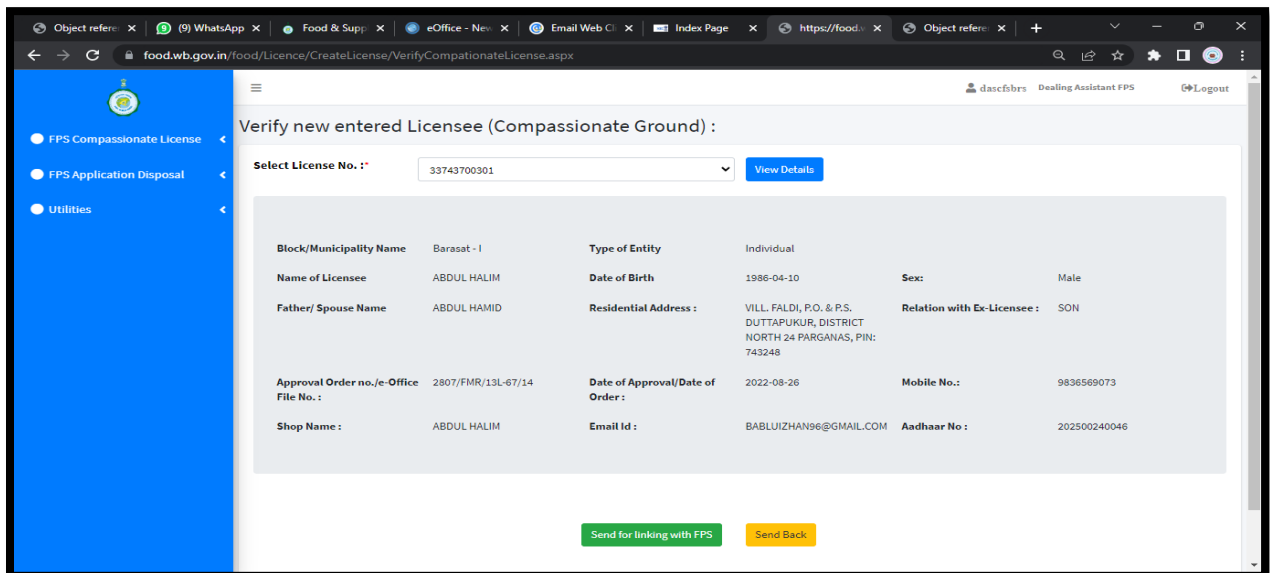 Object refere
(9) WhatsApp
Food & Suppl
eOffice - New
Email Web Cl
Index Page
https://food.w
Object refere
food.wb.gov.in/food/Licence/CreateLicense/VerifyCompationateLicense.aspx
dascfsbrs Dealing Assistant FPS Logout
FPS Compassionate License
FPS Application Disposal
Utilities
Verify new entered Licensee (Compassionate Ground) :
Select License No. :* 33743700301 View Details
Block/Municipality Name Barasat - I Type of Entity Individual
Name of Licensee ABDUL HALIM Date of Birth 1986-04-10 Sex: Male
Father/ Spouse Name ABDUL HAMID Residential Address : VILL. FALDI, P.O. & P.S. Relation with Ex-Licensee : SON
DUTTAPUKUR, DISTRICT
NORTH 24 PARGANAS, PIN:
743248
Approval Order no./e-Office 2807/FMR/13L-67/14 Date of Approval/Date of 2022-08-26 Mobile No.: 9836569073
File No. : Order :
Shop Name : ABDUL HALIM Email Id : BABLUIZHAN96@GMAIL.COM Aadhaar No : 202500240046
Send for linking with FPS Send Back